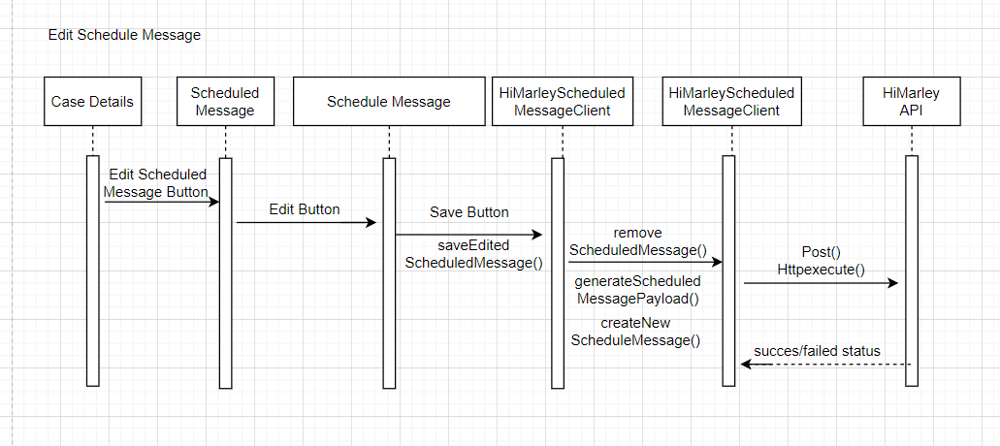 Edit Schedule Message
Case Details
Scheduled
Message
Schedule Message
HiMarleyScheduled
MessageClient
HiMarleyScheduled
MessageClient
HiMarley
API
Edit Scheduled
Message Button
Edit Button
Save Button
saveEdited
ScheduledMessage()
remove
ScheduledMessage()
generateScheduled
MessagePayload()
createNew
ScheduleMessage()
Post()
Httpexecute()
succes/failed status